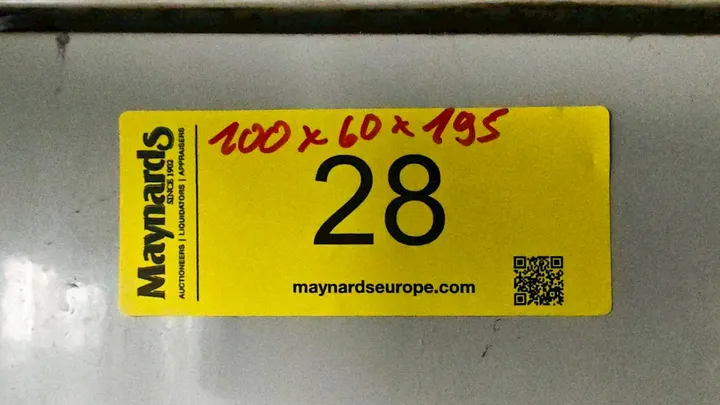 Maynards
SINCE 1902
AUCTIONEERS | LIQUIDATORS | APPRAISERS
100 x 60 x 195
28
maynardseurope.com